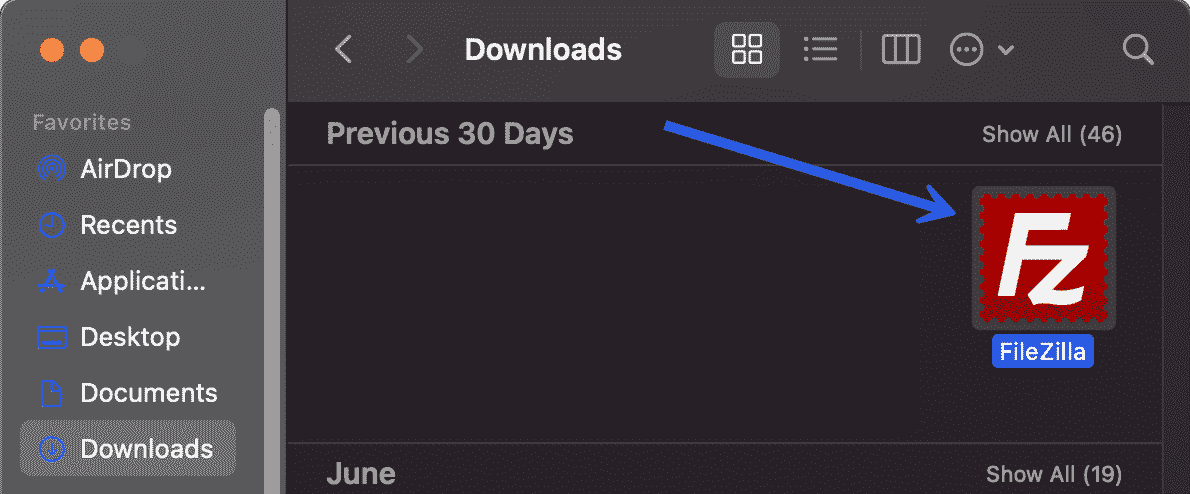 Downloads
Favorites
AirDrop
Recents
Applicati...
Desktop
Documents
Downloads
Previous 30 Days
Show All (46)
Fz
FileZilla
June
Show All (19)